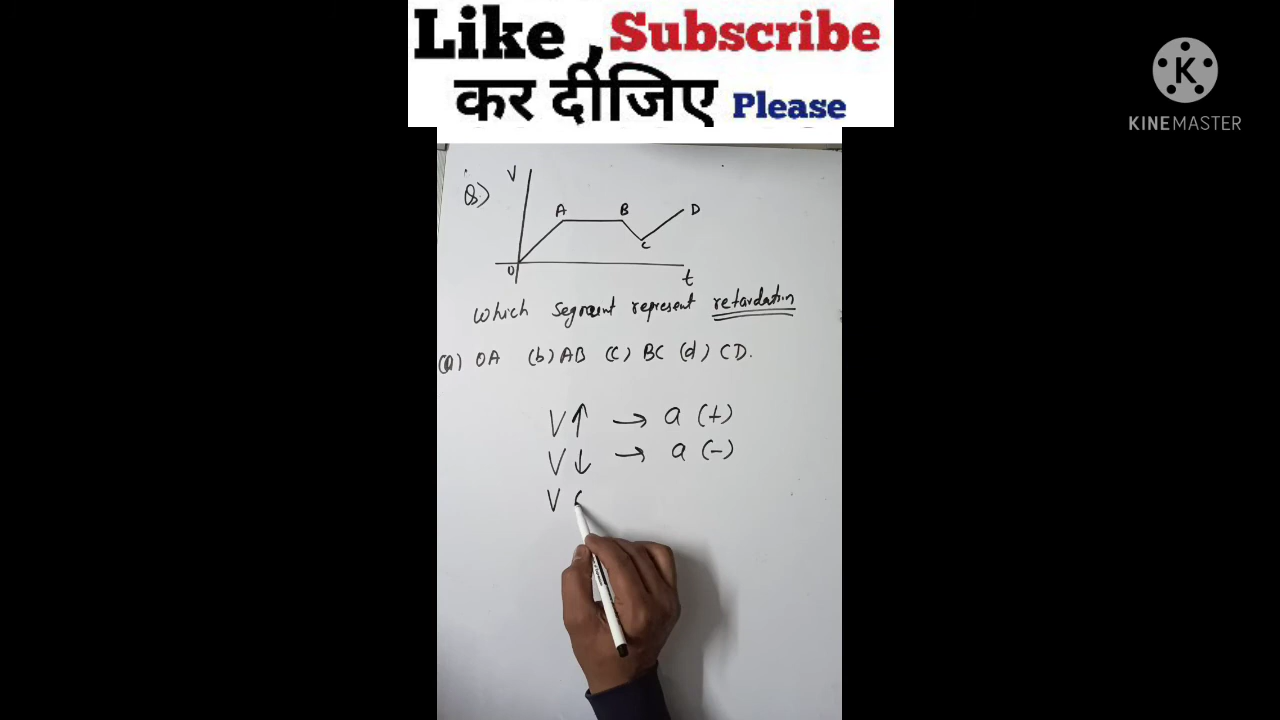 Like , Subscribe
कर दीजिए Please
KINEMASTER
Q.)
V
A B D
C
O
t
Which segment represent retardation
(a) OA (b) AB (c) BC (d) CD.
V↑ → a (+)
V↓ → a (-)
V